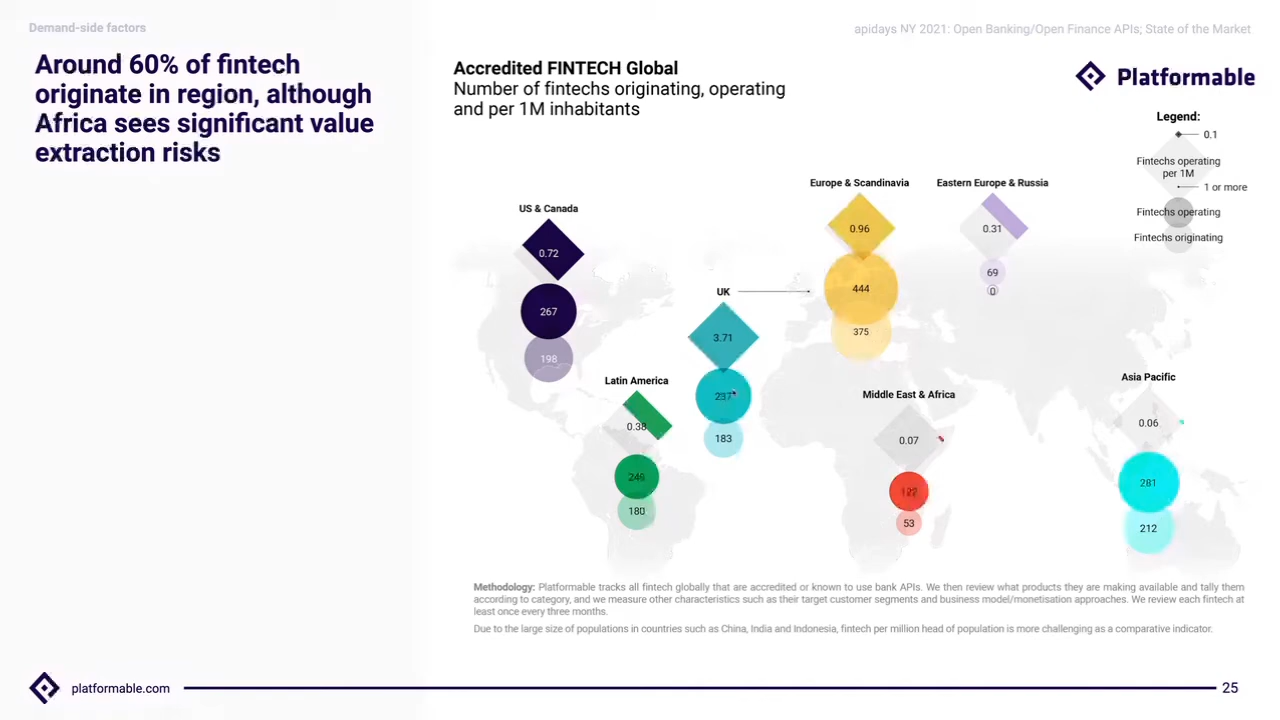 Demand-side factors
apidays NY 2021: Open Banking/Open Finance APIs; State of the Market
Around 60% of fintech
originate in region, although
Africa sees significant value
extraction risks
Accredited FINTECH Global
Number of fintechs originating, operating
and per 1M inhabitants
Platformable
Legend:
0.1
Fintechs operating
per 1M
1 or more
Fintechs operating
Fintechs originating
US & Canada
0.72
267
198
Latin America
0.38
180
UK
3.71
237
183
Europe & Scandinavia
0.96
444
375
Eastern Europe & Russia
0.31
69
0
Middle East & Africa
0.07
122
53
Asia Pacific
0.06
281
212
Methodology: Platformable tracks all fintech globally that are accredited or known to use bank APIs. We then review what products they are making available and tally them
according to category, and we measure other characteristics such as their target customer segments and business model/monetisation approaches. We review each fintech at
least once every three months.
Due to the large size of populations in countries such as China, India and Indonesia, fintech per million head of population is more challenging as a comparative indicator.
platformable.com
25